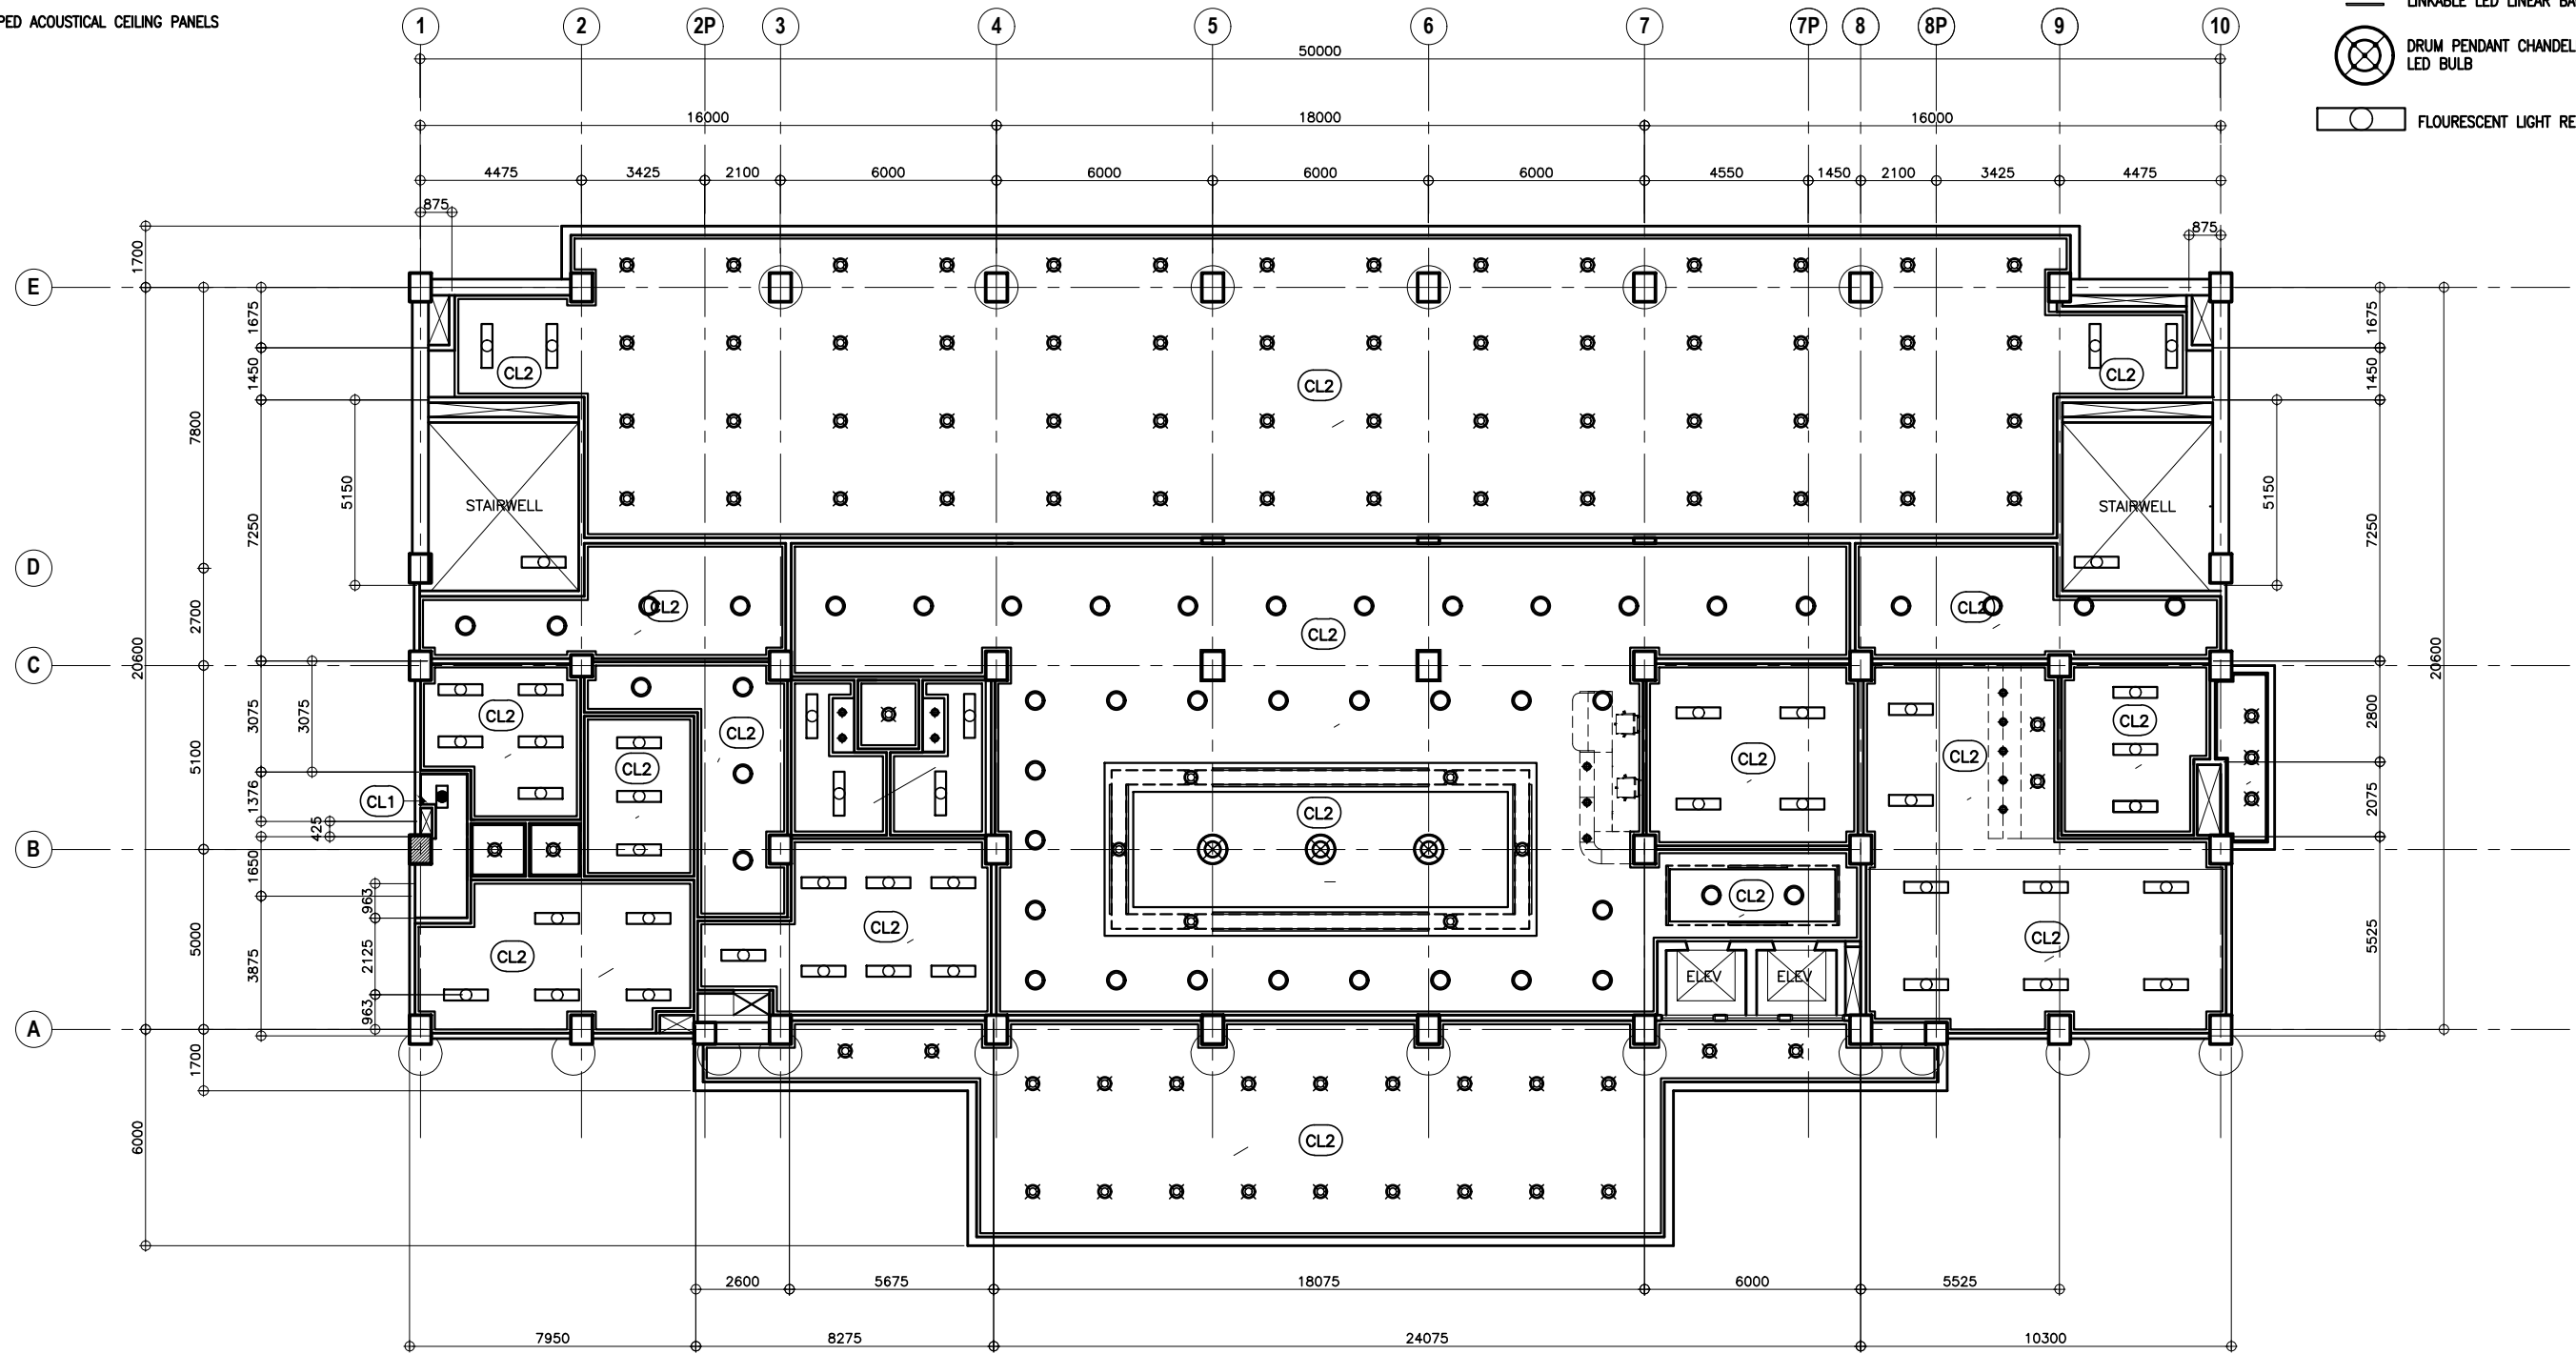 PED ACOUSTICAL CEILING PANELS
LINKABLE LED LINEAR BA
DRUM PENDANT CHANDEL
LED BULB
FLOURESCENT LIGHT RE
1 2 2P 3 4 5 6 7 7P 8 8P 9 10
50000
16000 18000 16000
4475 3425 2100 6000 6000 6000 6000 4550 1450 2100 3425 4475
875 875
1700
E
1675 1675
1450 CL2 CL2 CL2 1450
7800
5150 STAIRWELL STAIRWELL 5150
7250 7250
D
2700 CL2 CL2 CL2
20600 20600
C
3075 3075 CL2 CL2 CL2 CL2 CL2 2800
5100 CL2 CL2
1376 CL1 CL2 2075
425
B
1650
963 CL2
5000 CL2 CL2 5525
3875 2125 CL2 ELEV ELEV
963
A
1700
6000 CL2
2600 5675 18075 6000 5525
7950 8275 24075 10300